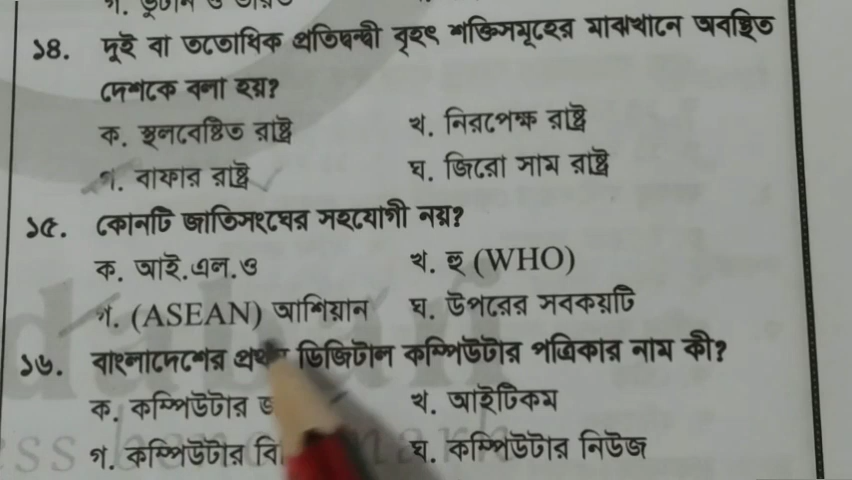 গ. ভুটান ও ভারত
১৪. দুই বা ততোধিক প্রতিদ্বন্দ্বী বৃহৎ শক্তিসমূহের মাঝখানে অবস্থিত
দেশকে বলা হয়?
ক. স্থলবেষ্টিত রাষ্ট্র খ. নিরপেক্ষ রাষ্ট্র
গ. বাফার রাষ্ট্র ঘ. জিরো সাম রাষ্ট্র
১৫. কোনটি জাতিসংঘের সহযোগী নয়?
ক. আই.এল.ও খ. হু (WHO)
গ. (ASEAN) আশিয়ান ঘ. উপরের সবকয়টি
১৬. বাংলাদেশের প্রথম ডিজিটাল কম্পিউটার পত্রিকার নাম কী?
ক. কম্পিউটার খ. আইটিকম
গ. কম্পিউটার বি ঘ. কম্পিউটার নিউজ